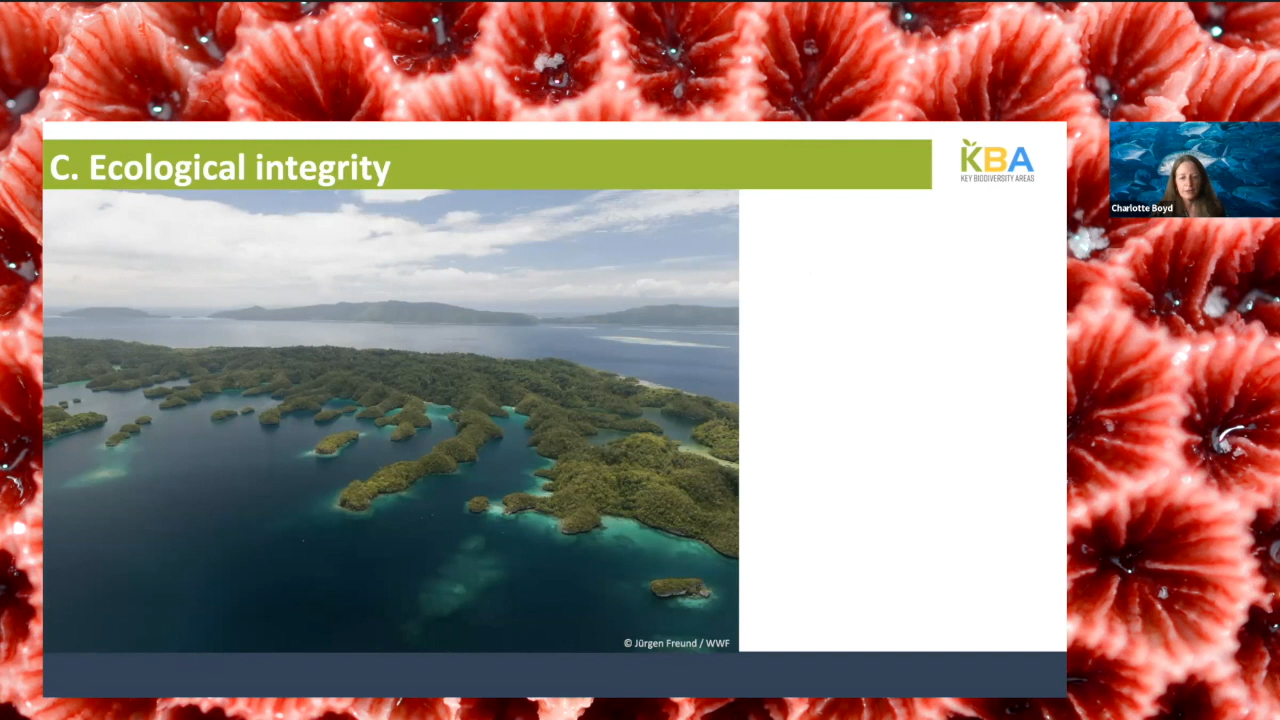 C. Ecological integrity
KBA
KEY BIODIVERSITY AREAS
Charlotte Boyd
© Jürgen Freund / WWF